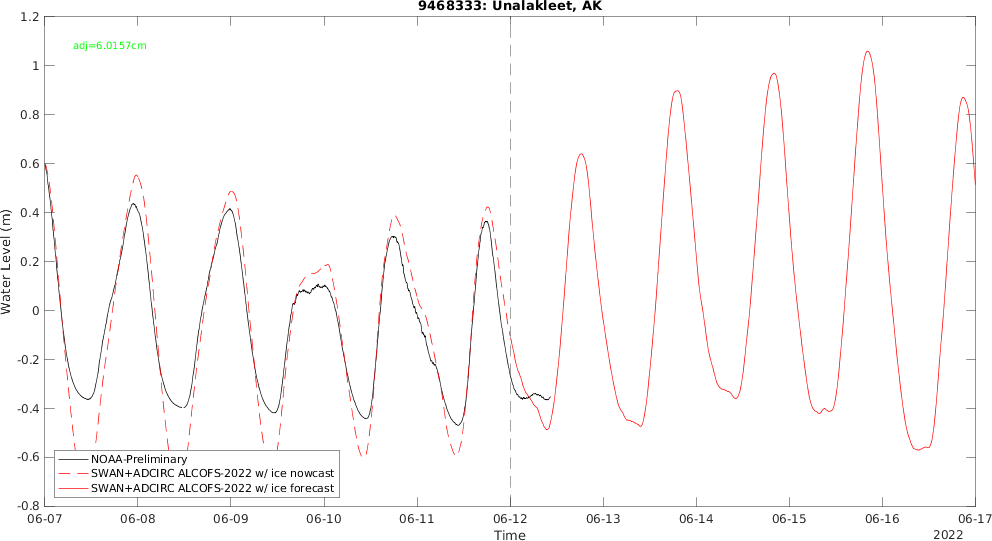 9468333: Unalakleet, AK
adj=6.0157cm
1.2
1
0.8
0.6
0.4
0.2
0
-0.2
-0.4
-0.6
-0.8
Water Level (m)
NOAA-Preliminary
SWAN+ADCIRC ALCOFS-2022 w/ ice nowcast
SWAN+ADCIRC ALCOFS-2022 w/ ice forecast
06-07 06-08 06-09 06-10 06-11 06-12 06-13 06-14 06-15 06-16 06-17
Time
2022